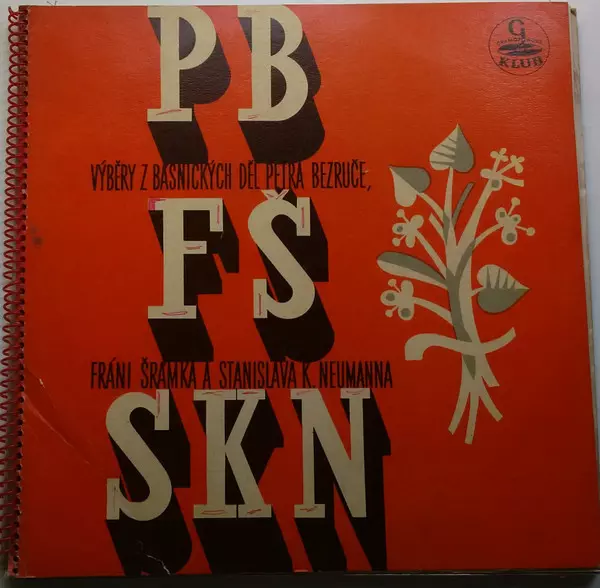 PB
VÝBĚRY Z BÁSNICKÝCH DĚL PETRA BEZRUČE,
FŠ
FRÁNI ŠRÁMKA A STANISLAVA K. NEUMANNA
SKN
G
KLUB